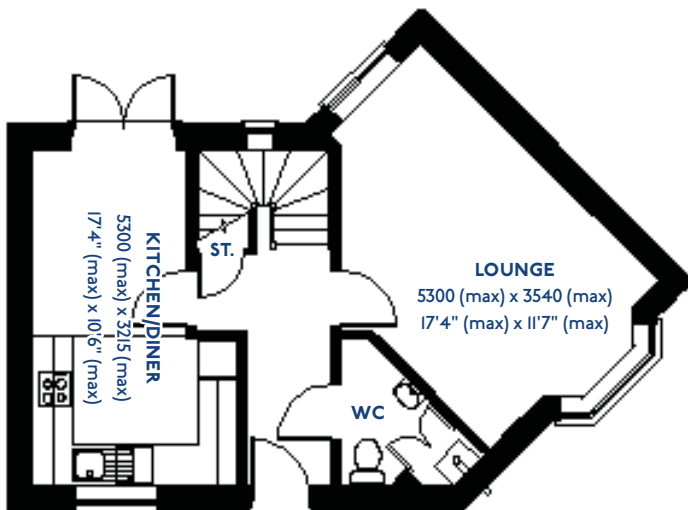 KITCHEN/DINER
5300 (max) x 3215 (max)
17'4" (max) x 10'6" (max)
ST.
LOUNGE
5300 (max) x 3540 (max)
17'4" (max) x 11'7" (max)
WC